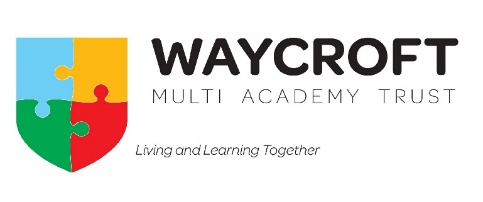 WAYCROFT
MULTI ACADEMY TRUST
Living and Learning Together